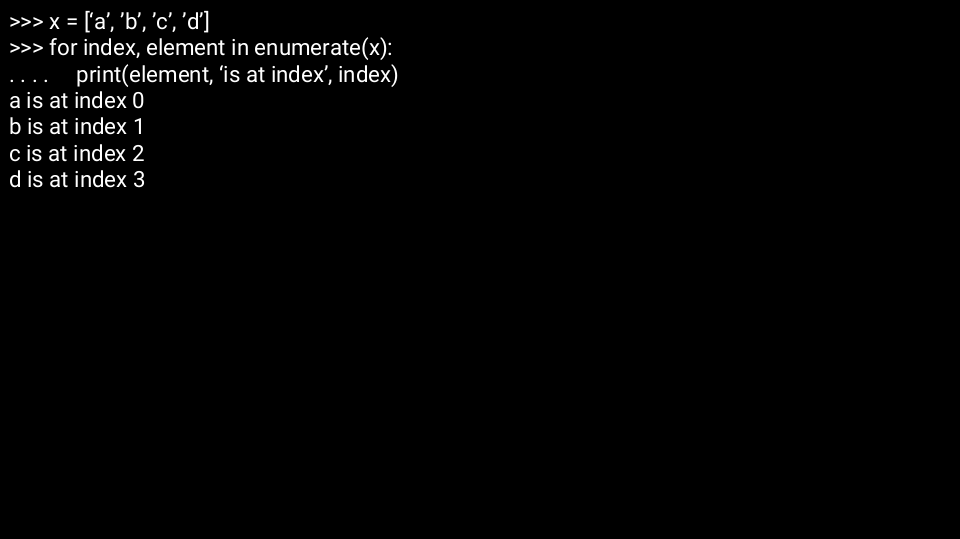 >>> x = [‘a’, ’b’, ’c’, ’d’]
>>> for index, element in enumerate(x):
. . . .     print(element, ‘is at index’, index)
a is at index 0
b is at index 1
c is at index 2
d is at index 3